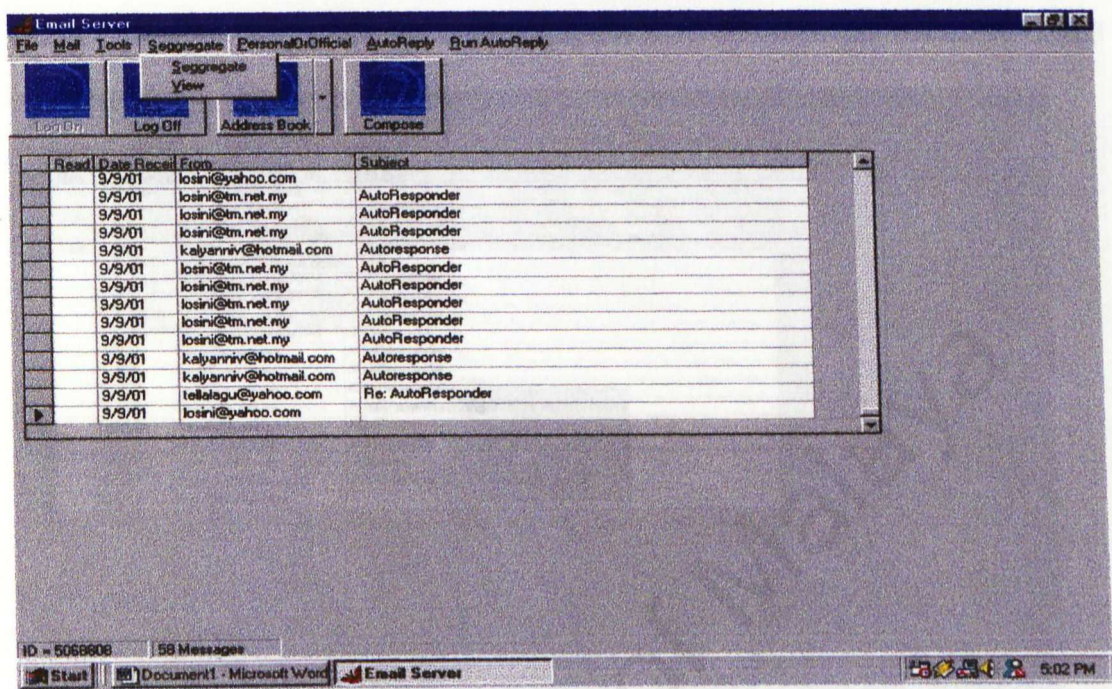 Email Server
File Mail Tools Seggregate PersonalOrOfficial AutoReply Run AutoReply
Seggregate
View
Log On Log Off Address Book Compose
Read Date Recei From Subject
9/9/01 losini@yahoo.com
9/9/01 losini@tm.net.my AutoResponder
9/9/01 losini@tm.net.my AutoResponder
9/9/01 losini@tm.net.my AutoResponder
9/9/01 kalyanniv@hotmail.com Autoresponse
9/9/01 losini@tm.net.my AutoResponder
9/9/01 losini@tm.net.my AutoResponder
9/9/01 losini@tm.net.my AutoResponder
9/9/01 losini@tm.net.my AutoResponder
9/9/01 losini@tm.net.my AutoResponder
9/9/01 kalyanniv@hotmail.com Autoresponse
9/9/01 kalyanniv@hotmail.com Autoresponse
9/9/01 tellalagu@yahoo.com Re: AutoResponder
9/9/01 losini@yahoo.com
ID = 5068808 58 Messages
Start Document1 - Microsoft Word Email Server 5:02 PM